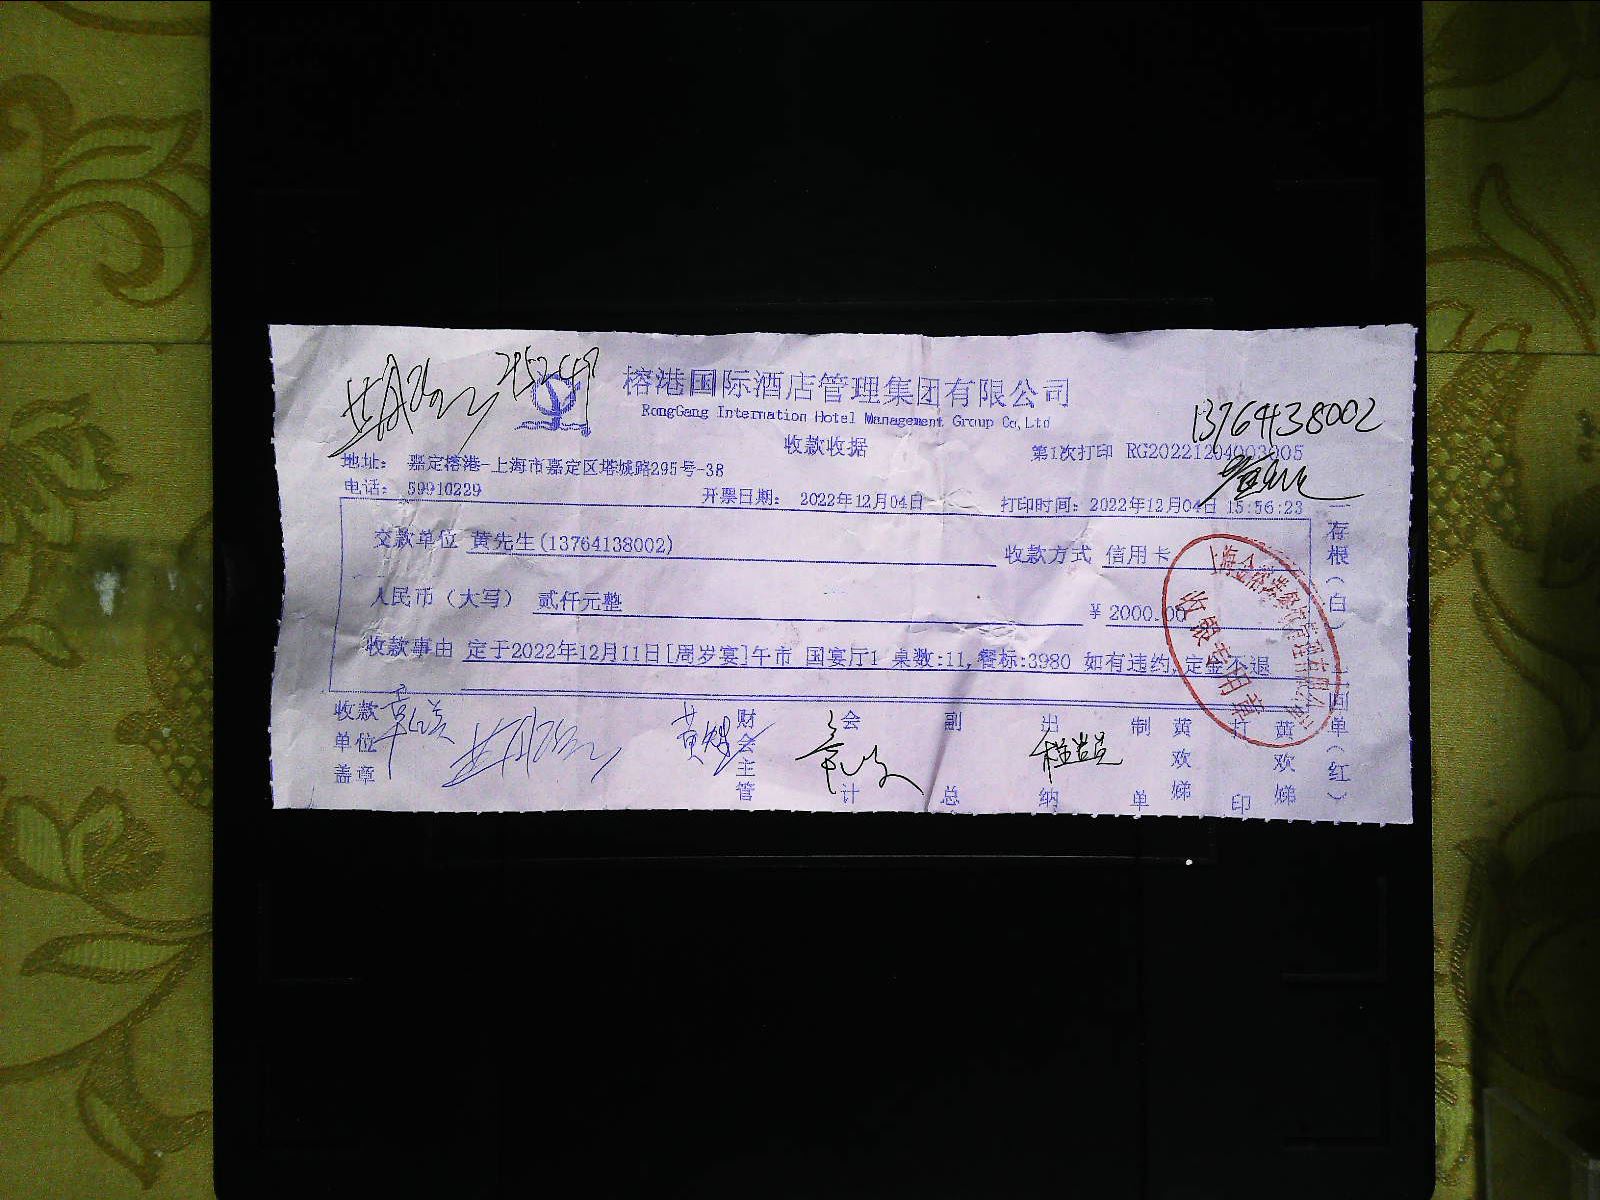 榕港国际酒店管理集团有限公司
RongGang Internation Hotel Management Group Co,Ltd
13764138002
收款收据
第1次打印 RG20221204003005
地址: 嘉定榕港-上海市嘉定区塔城路295号-38
电话: 59910229
开票日期: 2022年12月04日
打印时间: 2022年12月04日 15:56:23
交款单位 黄先生(13764138002)
收款方式 信用卡
人民币(大写) 贰仟元整
¥ 2000.00
收款事由 定于2022年12月11日[周岁宴]午市 国宴厅1 桌数:11,餐标:3980 如有违约,定金不退
收款单位盖章
财会主管
会计
副总
出纳
制单
黄欢娣
打印
黄欢娣
一存根(白)
二回单(红)
收银专用章